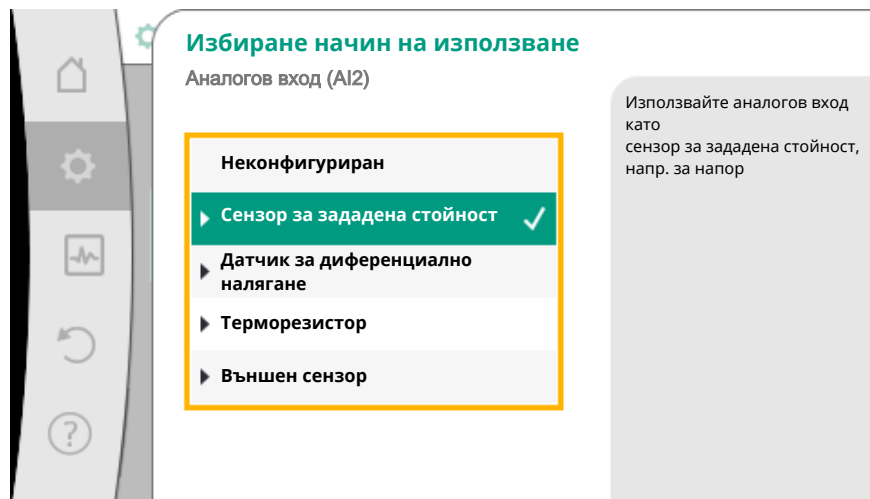 Избиране начин на използване
Аналогов вход (AI2)
Неконфигуриран
Сензор за зададена стойност
Датчик за диференциално
налягане
Терморезистор
Външен сензор
Използвайте аналогов вход
като
сензор за зададена стойност,
напр. за напор